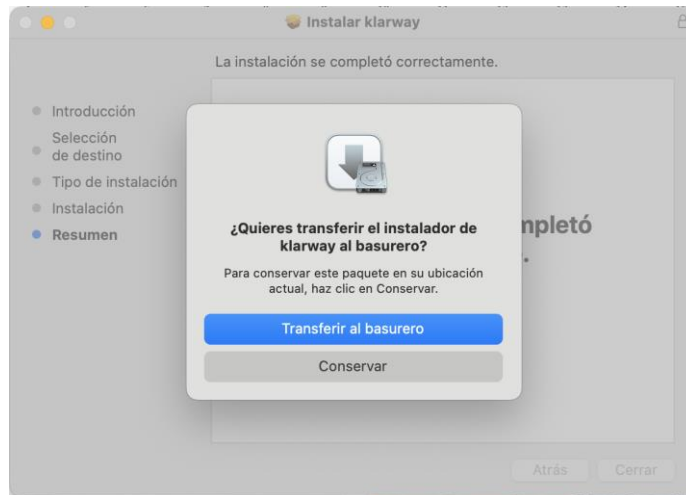 Instalar klarway
La instalación se completó correctamente.
Introducción
Selección
de destino
Tipo de instalación
Instalación
Resumen
mpletó
.
¿Quieres transferir el instalador de
klarway al basurero?
Para conservar este paquete en su ubicación
actual, haz clic en Conservar.
Transferir al basurero
Conservar
Atrás
Cerrar